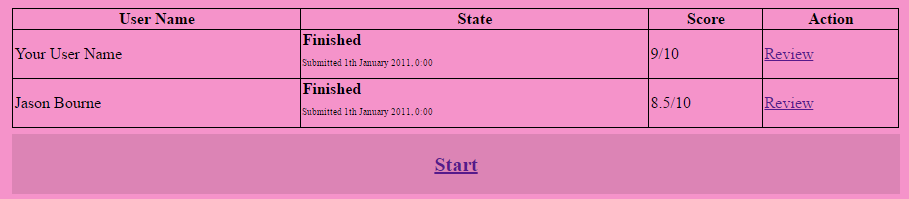 User Name State Score Action
Your User Name Finished 9/10 Review
Submitted 1th January 2011, 0:00
Jason Bourne Finished 8.5/10 Review
Submitted 1th January 2011, 0:00
Start